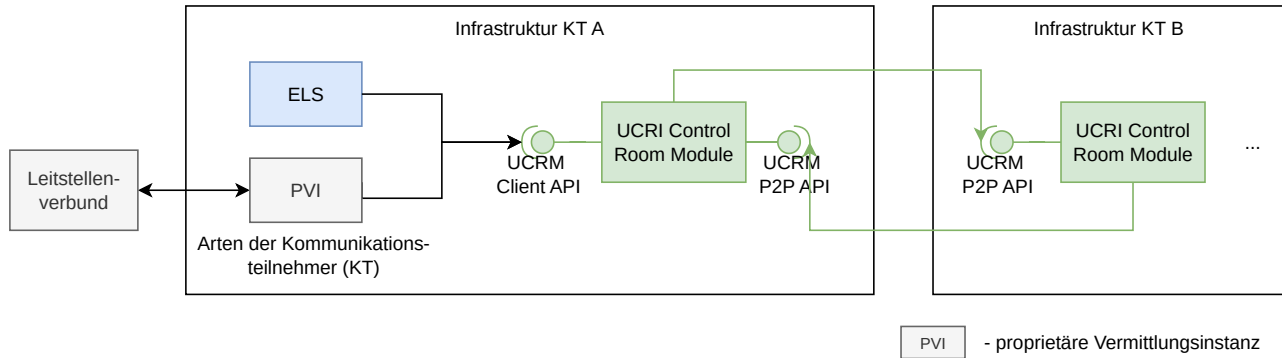 Infrastruktur KT A
Infrastruktur KT B
ELS
UCRI Control
Room Module
UCRM
Client API
UCRM
P2P API
UCRM
P2P API
UCRI Control
Room Module
...
Leitstellen-
verbund
PVI
Arten der Kommunikations-
teilnehmer (KT)
PVI - proprietäre Vermittlungsinstanz